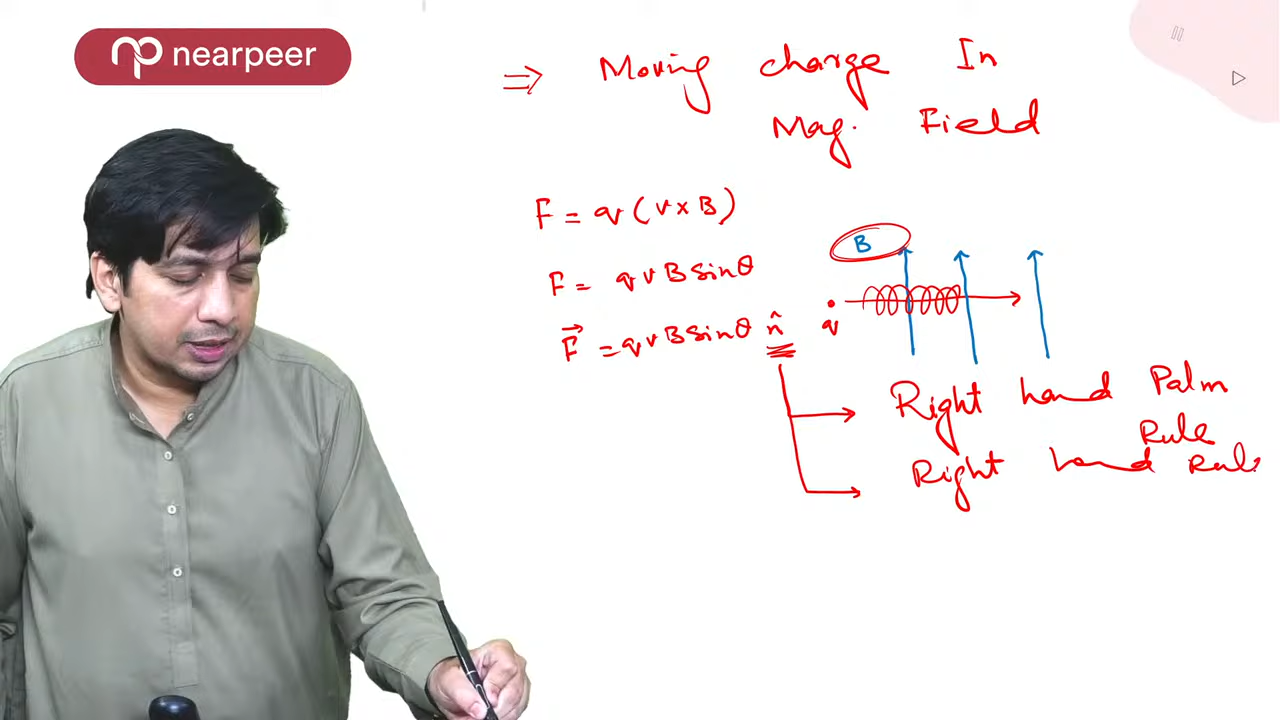 nearpeer
⇒ Moving charge In
Mag. Field
F = q (v × B)
F = qvB sinθ
F⃗ = qvB sinθ n̂
B
q
Right hand Palm
Rule
Right hand Rule